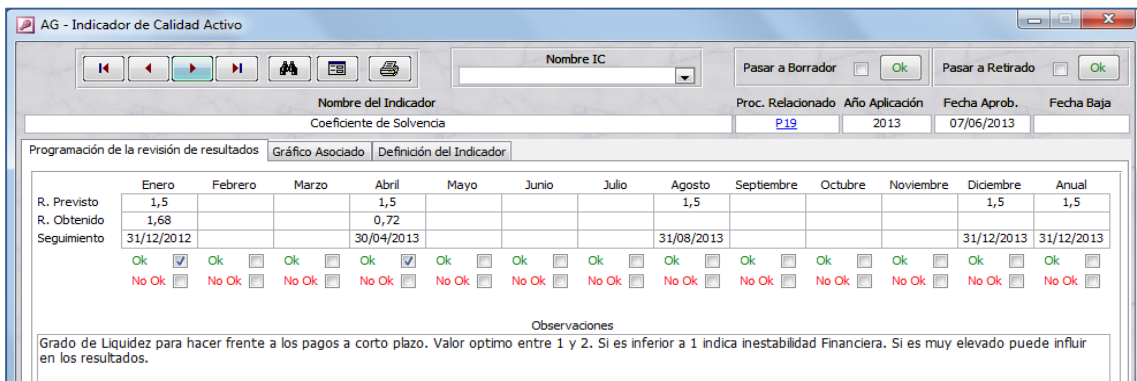 AG - Indicador de Calidad Activo
Nombre IC
Pasar a Borrador Ok Pasar a Retirado Ok
Nombre del Indicador Proc. Relacionado Año Aplicación Fecha Aprob. Fecha Baja
Coeficiente de Solvencia P19 2013 07/06/2013
Programación de la revisión de resultados Gráfico Asociado Definición del Indicador
Enero Febrero Marzo Abril Mayo Junio Julio Agosto Septiembre Octubre Noviembre Diciembre Anual
R. Previsto 1,5 1,5 1,5 1,5 1,5
R. Obtenido 1,68 0,72
Seguimiento 31/12/2012 30/04/2013 31/08/2013 31/12/2013 31/12/2013
Ok Ok Ok Ok Ok Ok Ok Ok Ok Ok Ok Ok Ok
No Ok No Ok No Ok No Ok No Ok No Ok No Ok No Ok No Ok No Ok No Ok No Ok No Ok
Observaciones
Grado de Liquidez para hacer frente a los pagos a corto plazo. Valor optimo entre 1 y 2. Si es inferior a 1 indica inestabilidad Financiera. Si es muy elevado puede influir
en los resultados.